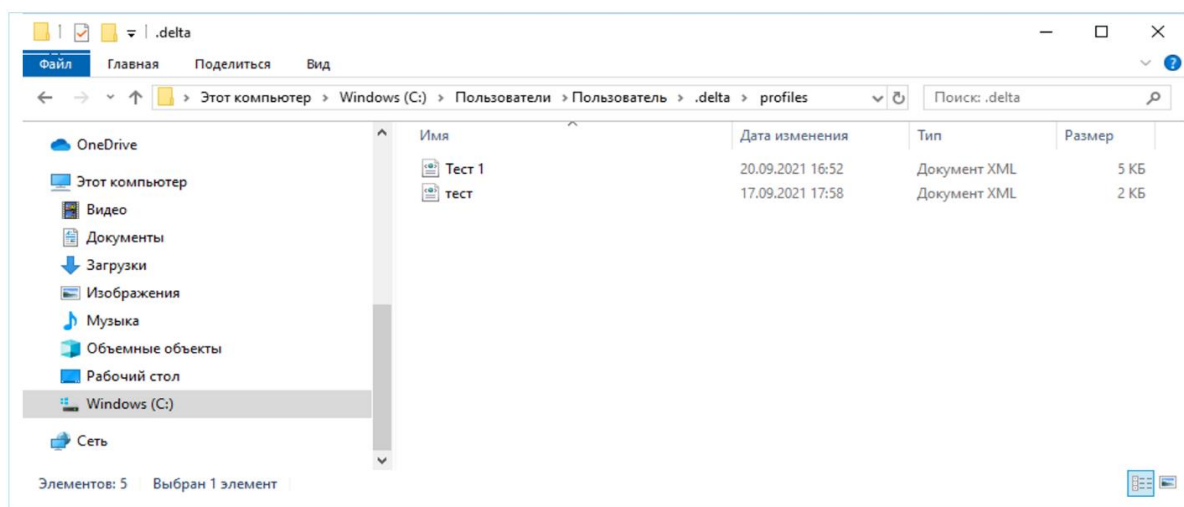 .delta
Файл Главная Поделиться Вид
Этот компьютер > Windows (C:) > Пользователи > Пользователь > .delta > profiles Поиск: .delta
Имя Дата изменения Тип Размер
OneDrive
Тест 1 20.09.2021 16:52 Документ XML 5 КБ
Этот компьютер
тест 17.09.2021 17:58 Документ XML 2 КБ
Видео
Документы
Загрузки
Изображения
Музыка
Объемные объекты
Рабочий стол
Windows (C:)
Сеть
Элементов: 5 Выбран 1 элемент